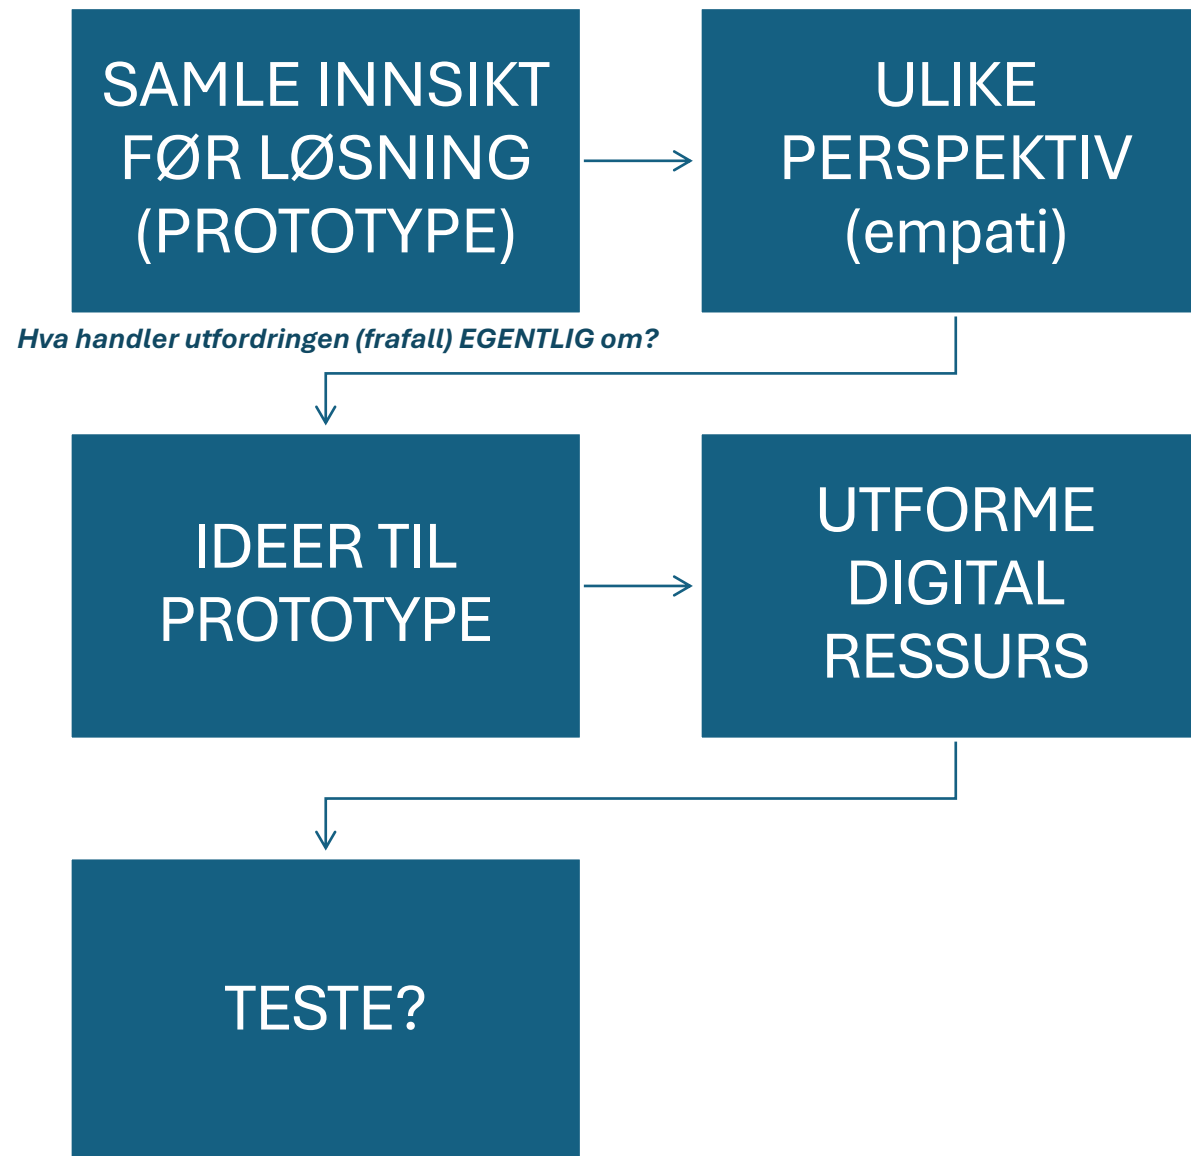 SAMLE INNSIKT
FØR LØSNING
(PROTOTYPE)
ULIKE
PERSPEKTIV
(empati)
Hva handler utfordringen (frafall) EGENTLIG om?
IDEER TIL
PROTOTYPE
UTFORME
DIGITAL
RESSURS
TESTE?